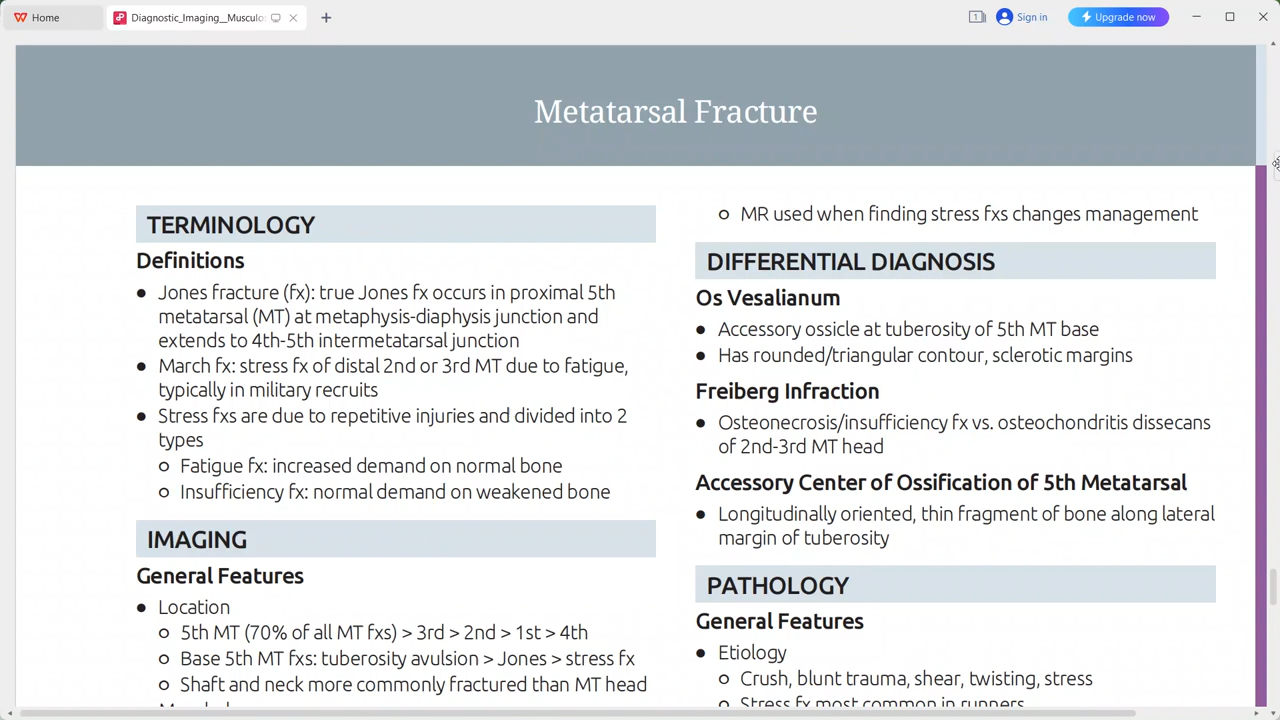 Home
Diagnostic_Imaging__Musculo
1
Sign in
Upgrade now
Metatarsal Fracture
TERMINOLOGY
Definitions
● Jones fracture (fx): true Jones fx occurs in proximal 5th
metatarsal (MT) at metaphysis-diaphysis junction and
extends to 4th-5th intermetatarsal junction
● March fx: stress fx of distal 2nd or 3rd MT due to fatigue,
typically in military recruits
● Stress fxs are due to repetitive injuries and divided into 2
types
○ Fatigue fx: increased demand on normal bone
○ Insufficiency fx: normal demand on weakened bone
IMAGING
General Features
● Location
○ 5th MT (70% of all MT fxs) > 3rd > 2nd > 1st > 4th
○ Base 5th MT fxs: tuberosity avulsion > Jones > stress fx
○ Shaft and neck more commonly fractured than MT head
○ MR used when finding stress fxs changes management
DIFFERENTIAL DIAGNOSIS
Os Vesalianum
● Accessory ossicle at tuberosity of 5th MT base
● Has rounded/triangular contour, sclerotic margins
Freiberg Infraction
● Osteonecrosis/insufficiency fx vs. osteochondritis dissecans
of 2nd-3rd MT head
Accessory Center of Ossification of 5th Metatarsal
● Longitudinally oriented, thin fragment of bone along lateral
margin of tuberosity
PATHOLOGY
General Features
● Etiology
○ Crush, blunt trauma, shear, twisting, stress
○ Stress fx most common in runners